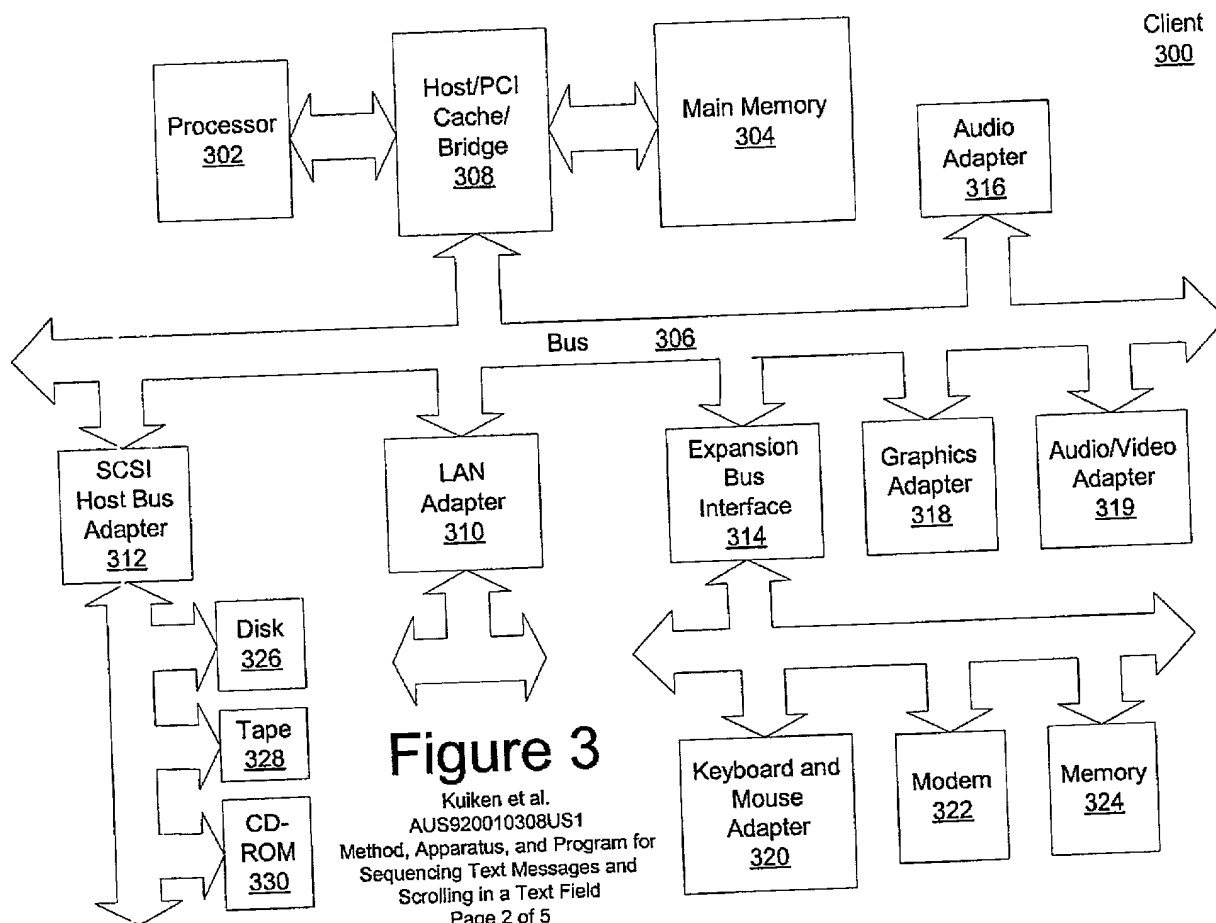 Client
300
Processor
302
Host/PCI
Cache/
Bridge
308
Main Memory
304
Audio
Adapter
316
Bus 306
SCSI
Host Bus
Adapter
312
LAN
Adapter
310
Expansion
Bus
Interface
314
Graphics
Adapter
318
Audio/Video
Adapter
319
Disk
326
Tape
328
CD-
ROM
330
Keyboard and
Mouse
Adapter
320
Modem
322
Memory
324
Figure 3
Kuiken et al.
AUS920010308US1
Method, Apparatus, and Program for
Sequencing Text Messages and
Scrolling in a Text Field
Page 2 of 5